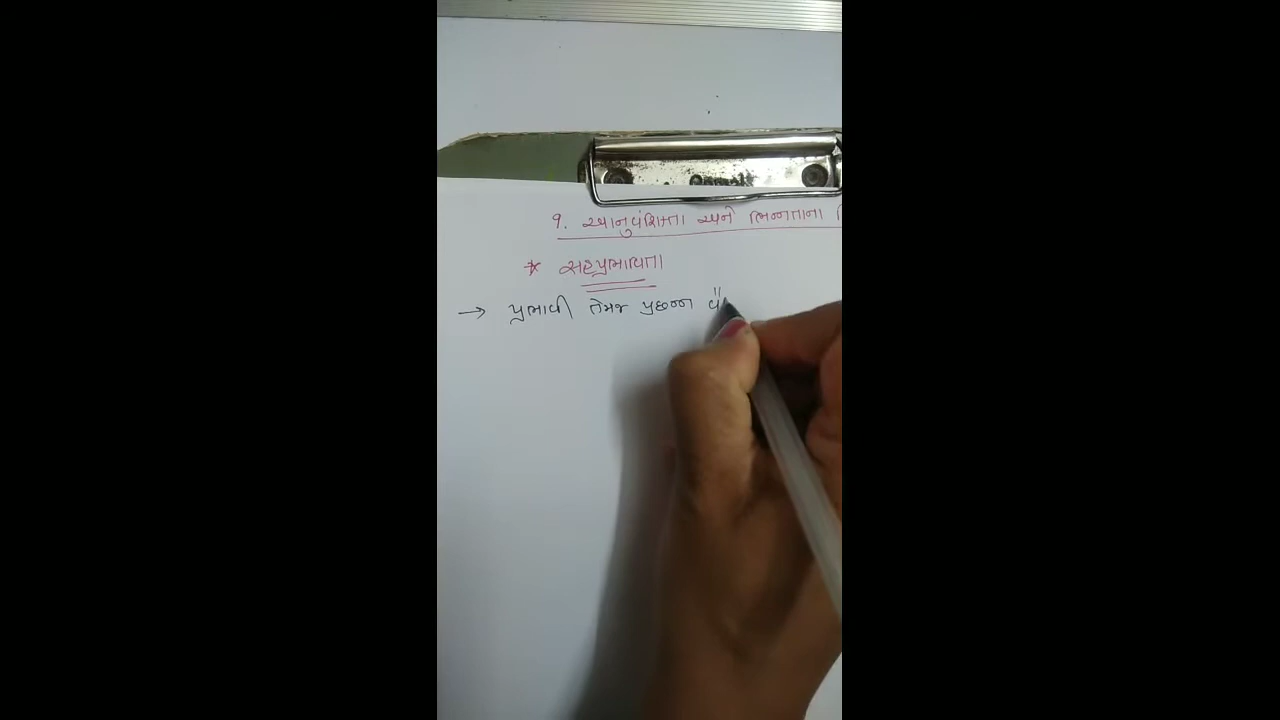 ૧. આનુવંશિકતા અને ભિન્નતાના
* સહપ્રભાવિતા
→ પ્રભાવી તેમજ પ્રચ્છન્ન